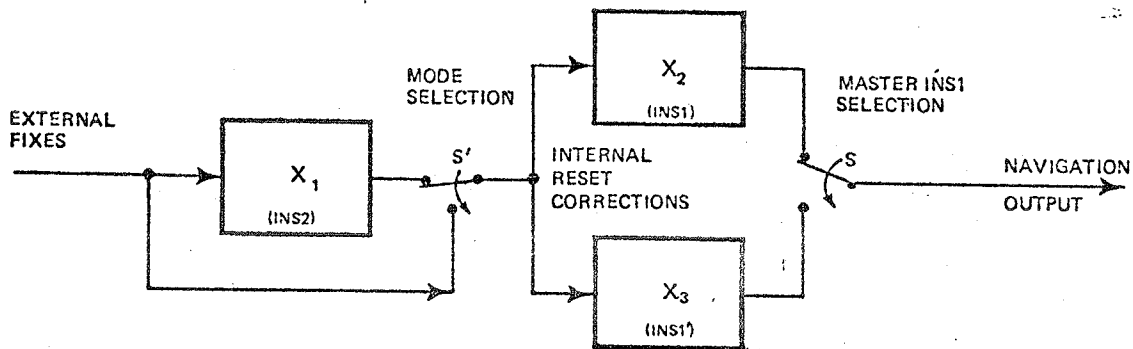 EXTERNAL
FIXES
X1
(INS2)
MODE
SELECTION
S'
INTERNAL
RESET
CORRECTIONS
X2
(INS1)
X3
(INS1')
MASTER INS1
SELECTION
S
NAVIGATION
OUTPUT